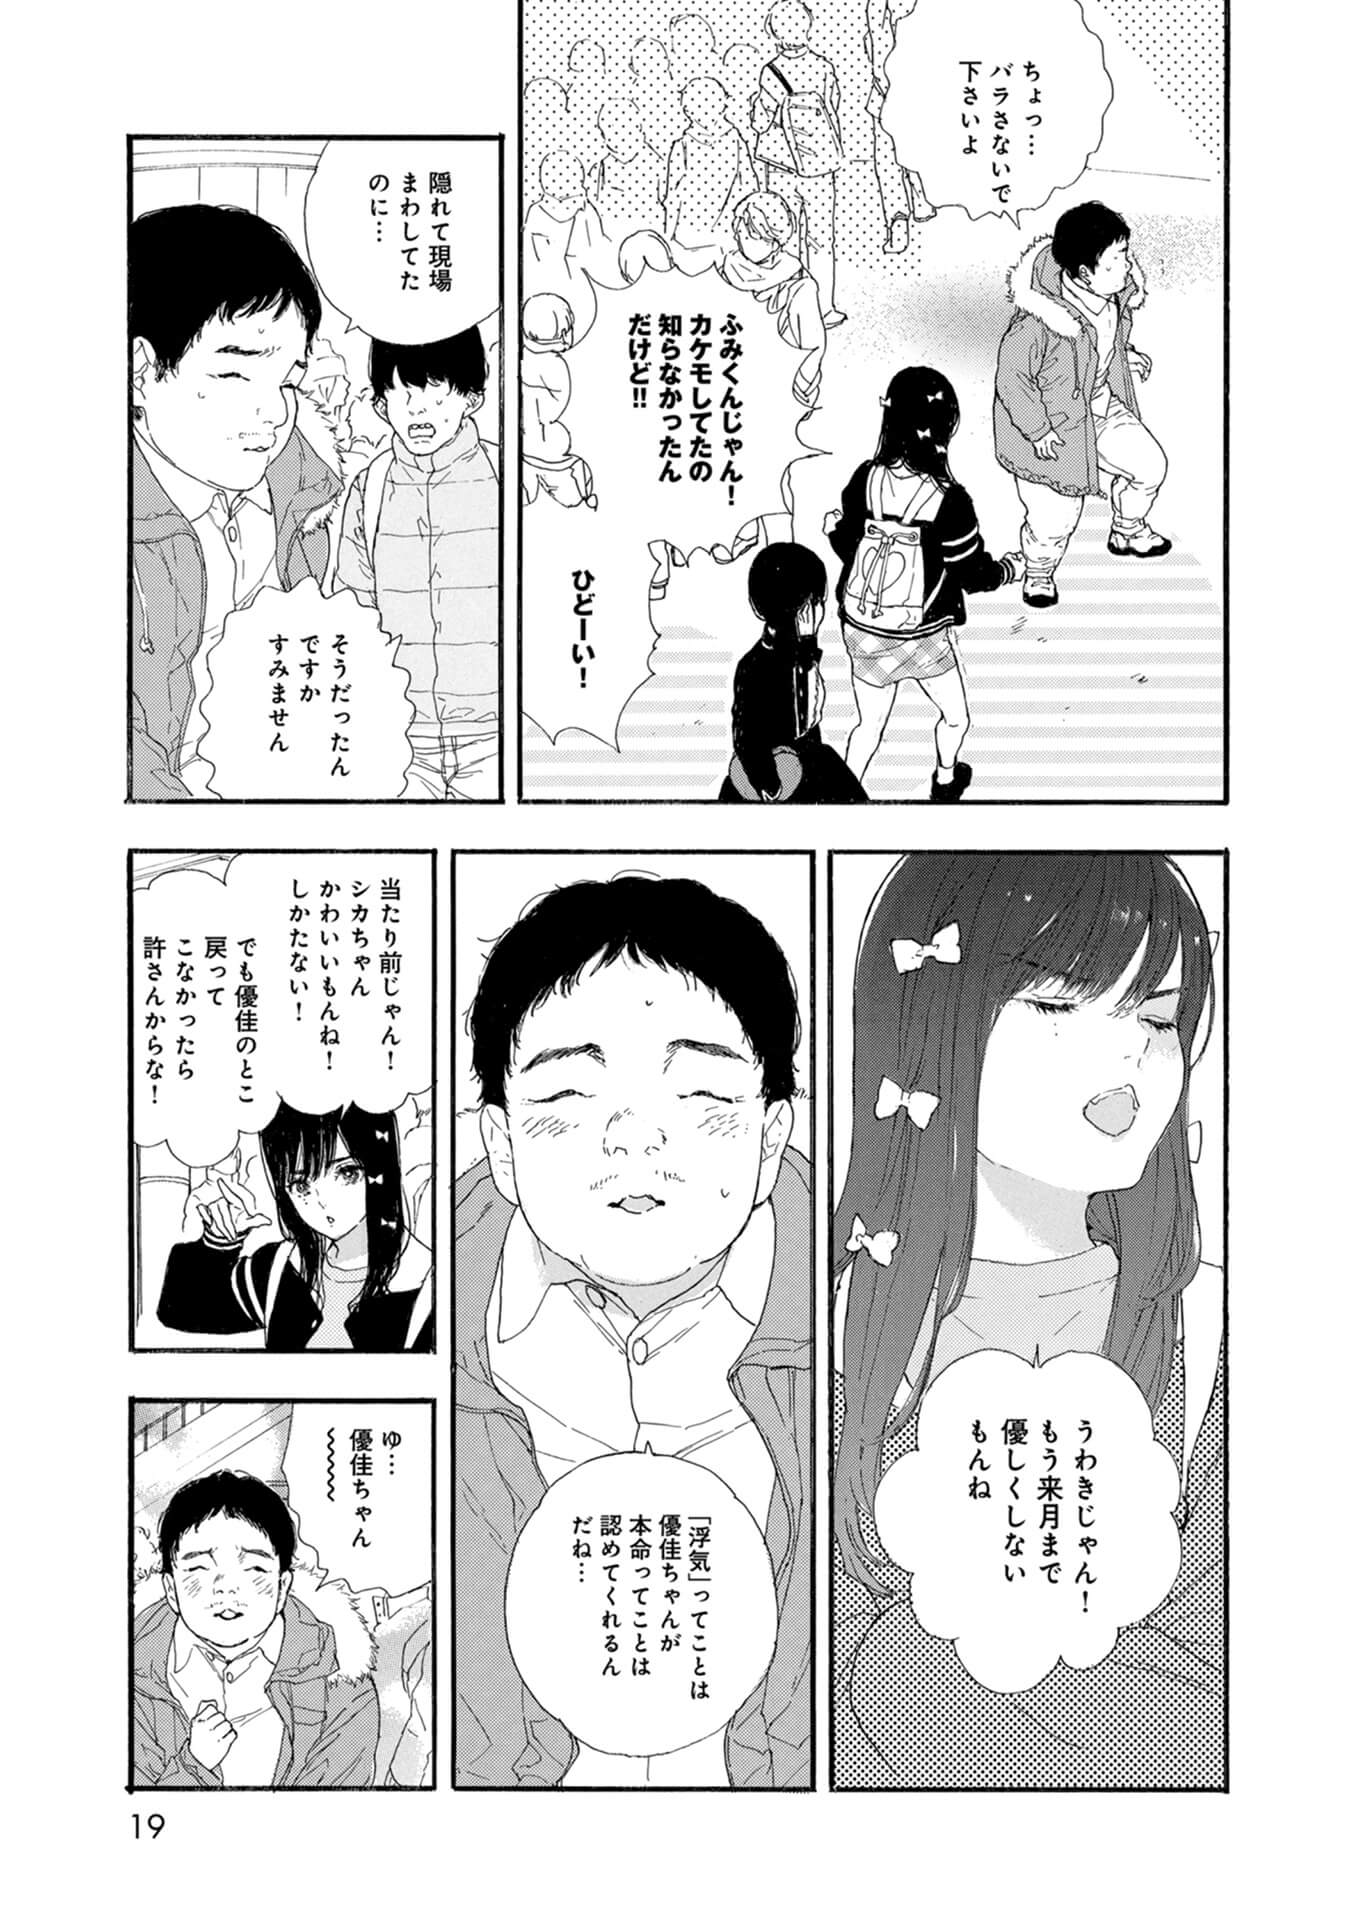 ちょっ…
バラさないで
下さいよ
ふみくんじゃん！
カケモしてたの
知らなかったん
だけど!!
ひどーい！
隠れて現場
まわしてた
のに…
そうだったん
ですか
すみません
うわきじゃん！
もう来月まで
優しくしない
もんね
「浮気」ってことは
優佳ちゃんが
本命ってことは
認めてくれるん
だね…
当たり前じゃん！
シカちゃん
かわいいもんね！
しかたない！
でも優佳のとこ
戻って
こなかったら
許さんからな！
ゆ…
優佳ちゃん
19